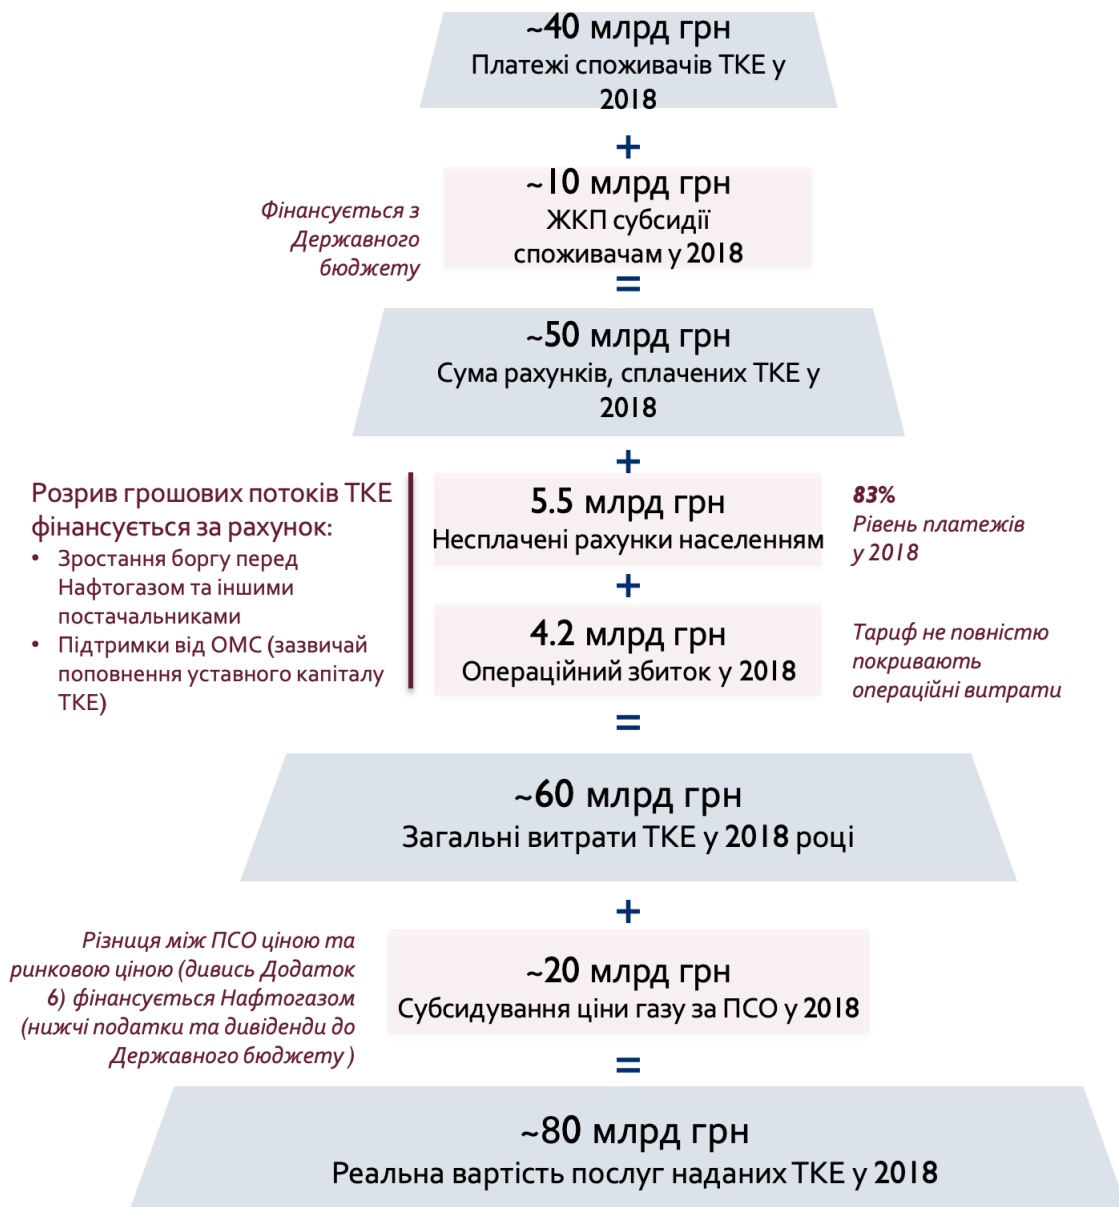 ~40 млрд грн
Платежі споживачів ТКЕ у
2018
+
~10 млрд грн
ЖКП субсидії
споживачам у 2018
Фінансується з
Державного
бюджету
=
~50 млрд грн
Сума рахунків, сплачених ТКЕ у
2018
+
Розрив грошових потоків ТКЕ
фінансується за рахунок:
• Зростання боргу перед
Нафтогазом та іншими
постачальниками
• Підтримки від ОМС (зазвичай
поповнення уставного капіталу
ТКЕ)
5.5 млрд грн
Несплачені рахунки населенням
83%
Рівень платежів
у 2018
+
4.2 млрд грн
Операційний збиток у 2018
Тариф не повністю
покривають
операційні витрати
=
~60 млрд грн
Загальні витрати ТКЕ у 2018 році
+
Різниця між ПСО ціною та
ринковою ціною (дивись Додаток
6) фінансується Нафтогазом
(нижчі податки та дивіденди до
Державного бюджету )
~20 млрд грн
Субсидування ціни газу за ПСО у 2018
=
~80 млрд грн
Реальна вартість послуг наданих ТКЕ у 2018